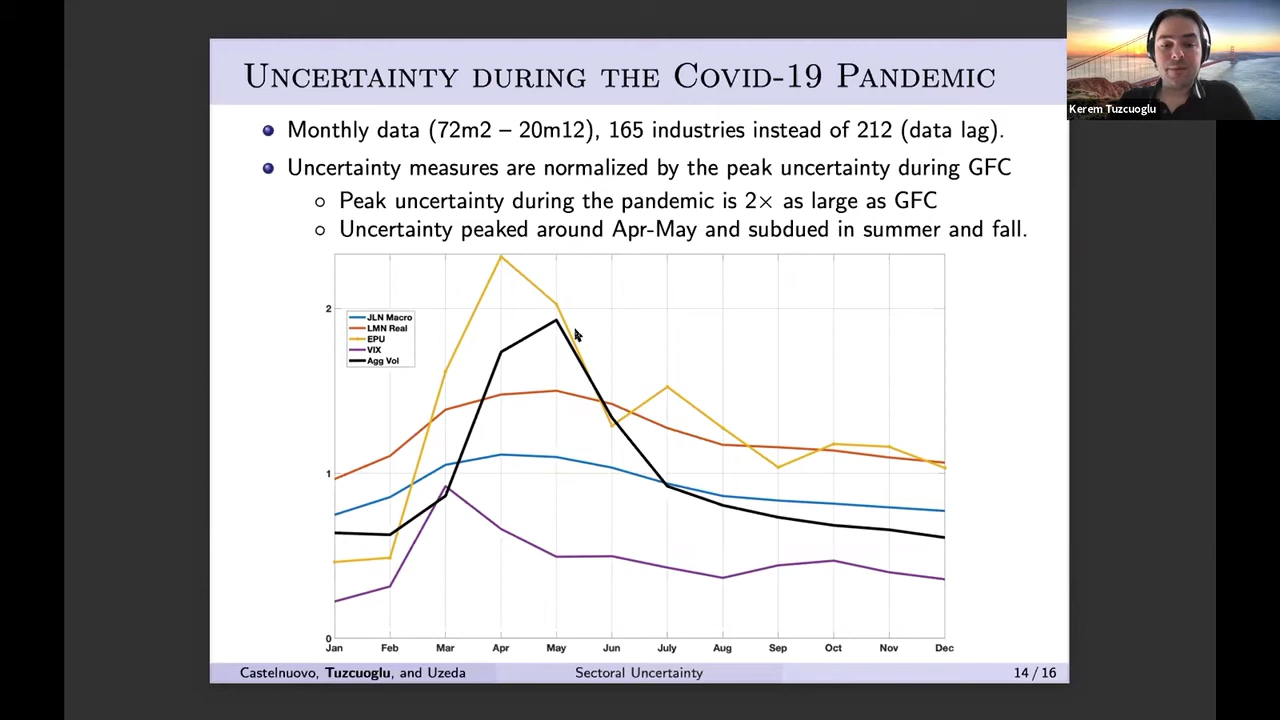 UNCERTAINTY DURING THE COVID-19 PANDEMIC
Kerem Tuzcuoglu
Monthly data (72m2 – 20m12), 165 industries instead of 212 (data lag).
Uncertainty measures are normalized by the peak uncertainty during GFC
Peak uncertainty during the pandemic is 2× as large as GFC
Uncertainty peaked around Apr-May and subdued in summer and fall.
2
JLN Macro
LMN Real
EPU
VIX
Agg Vol
1
0
Jan Feb Mar Apr May Jun July Aug Sep Oct Nov Dec
Castelnuovo, Tuzcuoglu, and Uzeda Sectoral Uncertainty 14 / 16